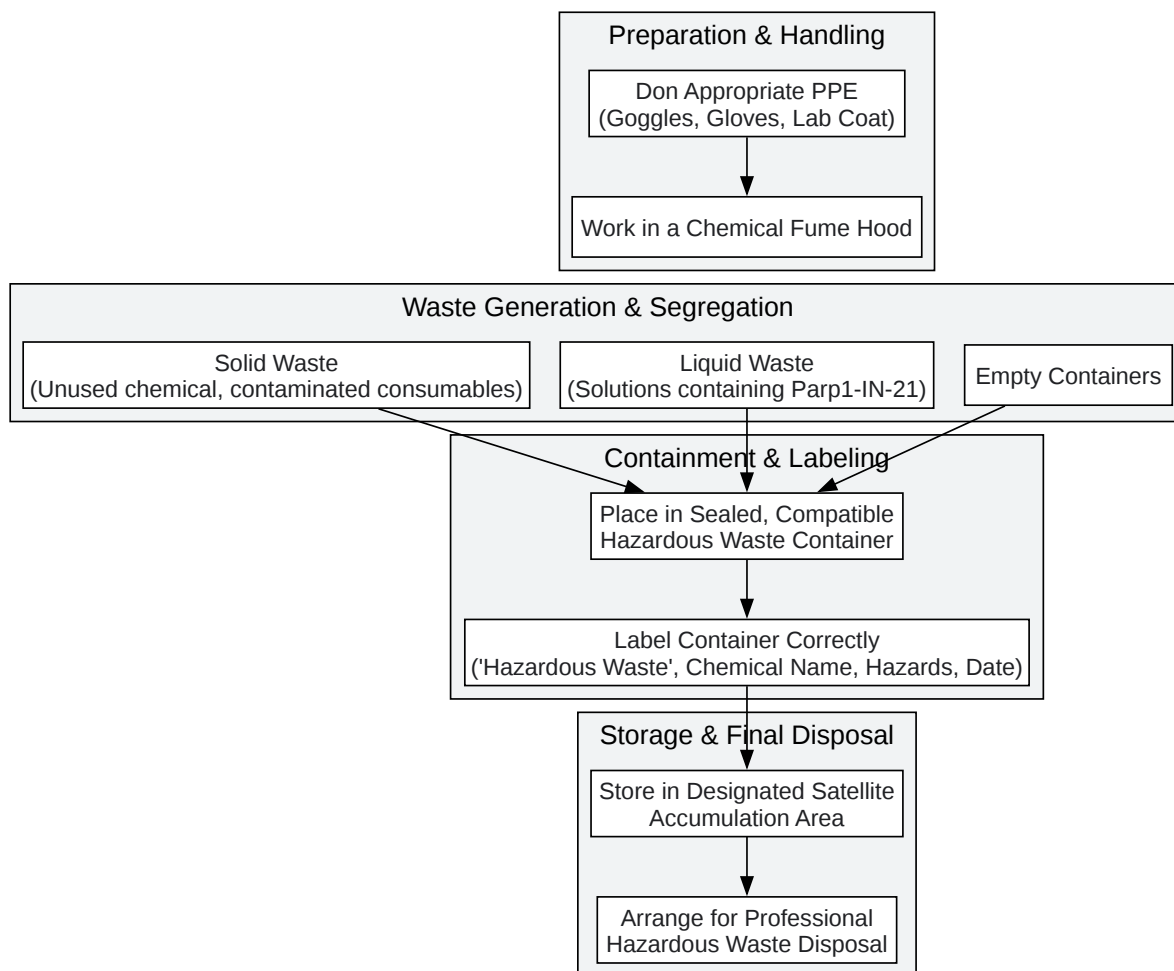 Preparation & Handling
Don Appropriate PPE
(Goggles, Gloves, Lab Coat)
Work in a Chemical Fume Hood
Waste Generation & Segregation
Solid Waste
(Unused chemical, contaminated consumables)
Liquid Waste
(Solutions containing Parp1-IN-21)
Empty Containers
Containment & Labeling
Place in Sealed, Compatible
Hazardous Waste Container
Label Container Correctly
('Hazardous Waste', Chemical Name, Hazards, Date)
Storage & Final Disposal
Store in Designated Satellite
Accumulation Area
Arrange for Professional
Hazardous Waste Disposal